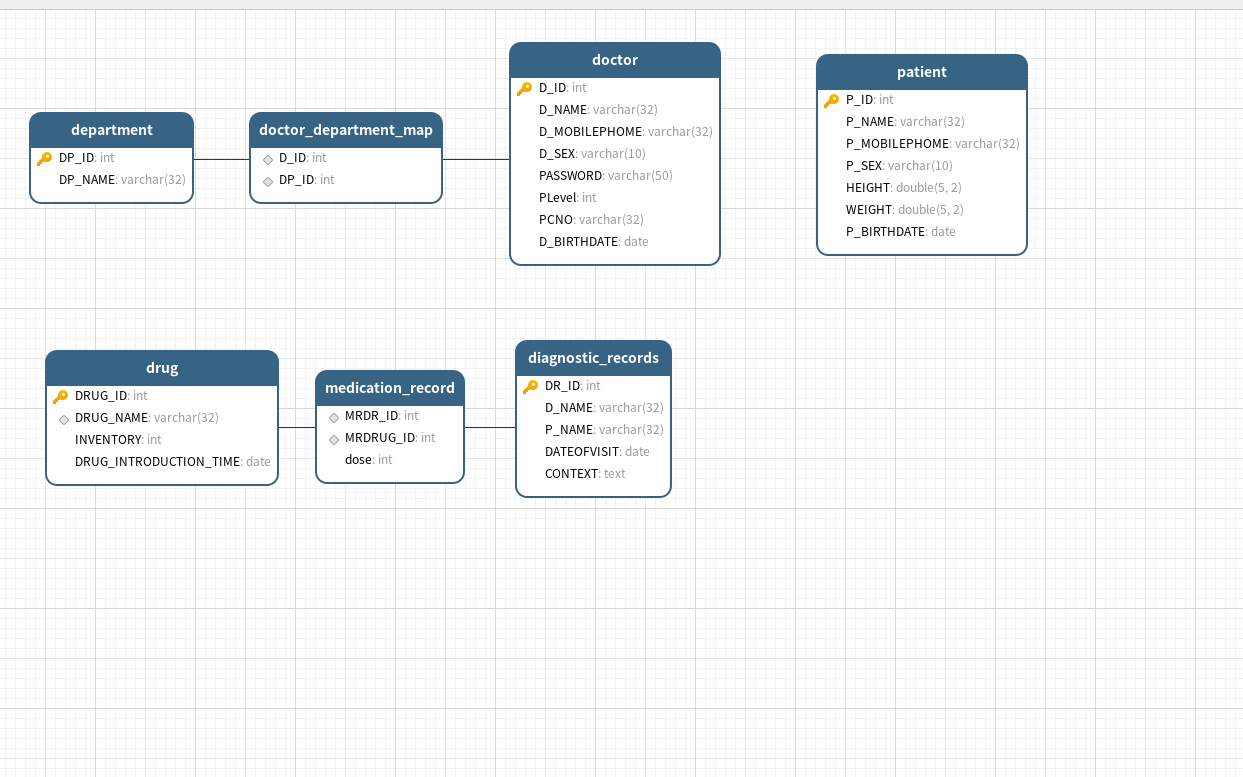 department
DP_ID: int
DP_NAME: varchar(32)
doctor_department_map
D_ID: int
DP_ID: int
doctor
D_ID: int
D_NAME: varchar(32)
D_MOBILEPHOME: varchar(32)
D_SEX: varchar(10)
PASSWORD: varchar(50)
PLevel: int
PCNO: varchar(32)
D_BIRTHDATE: date
patient
P_ID: int
P_NAME: varchar(32)
P_MOBILEPHOME: varchar(32)
P_SEX: varchar(10)
HEIGHT: double(5, 2)
WEIGHT: double(5, 2)
P_BIRTHDATE: date
drug
DRUG_ID: int
DRUG_NAME: varchar(32)
INVENTORY: int
DRUG_INTRODUCTION_TIME: date
medication_record
MRDR_ID: int
MRDRUG_ID: int
dose: int
diagnostic_records
DR_ID: int
D_NAME: varchar(32)
P_NAME: varchar(32)
DATEOFVISIT: date
CONTEXT: text